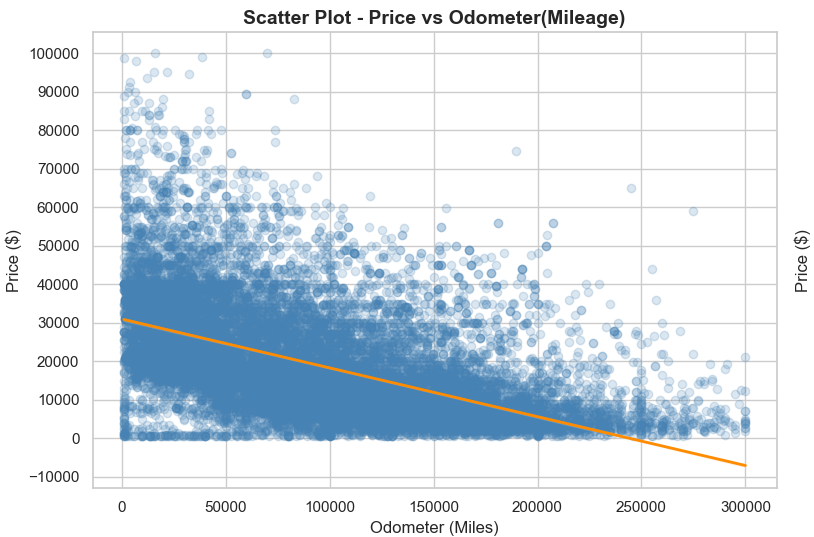 Scatter Plot - Price vs Odometer(Mileage)
100000
90000
80000
70000
60000
50000
40000
30000
20000
10000
0
−10000
Price ($)
Price ($)
0 50000 100000 150000 200000 250000 300000
Odometer (Miles)